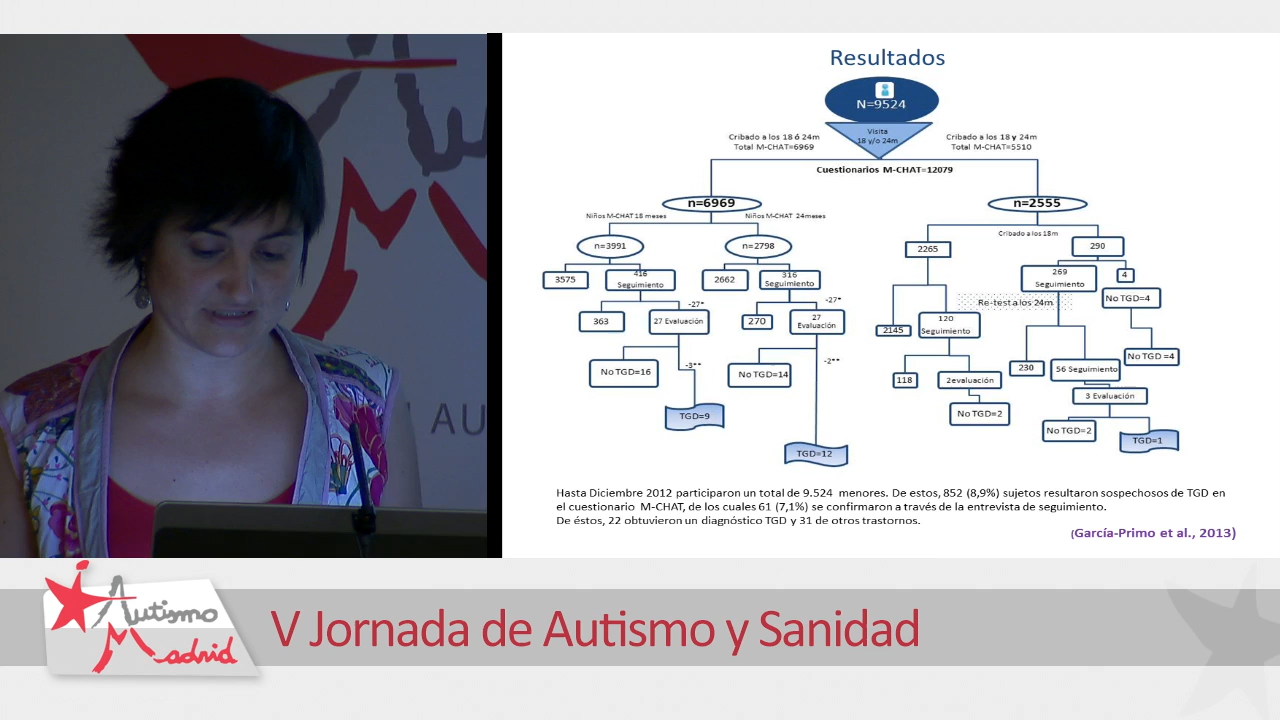 Resultados
N=9524
Visita
18 y/o 24m
Cribado a los 18 ó 24m
Total M-CHAT=6969
Cribado a los 18 y 24m
Total M-CHAT=5510
Cuestionarios M-CHAT=12079
n=6969
n=2555
Niños M-CHAT 18 meses
Niños M-CHAT 24meses
Cribado a los 18m
n=3991
n=2798
2265
290
3575
416
Seguimiento
2662
316
Seguimiento
269
Seguimiento
4
-27*
-27*
Re-test a los 24m
No TGD=4
363
27 Evaluación
270
27
Evaluación
2145
120
Seguimiento
No TGD =4
-3**
-2**
No TGD=16
No TGD=14
118
2evaluación
230
56 Seguimiento
3 Evaluación
TGD=9
No TGD=2
No TGD=2
TGD=1
TGD=12
Hasta Diciembre 2012 participaron un total de 9.524 menores. De estos, 852 (8,9%) sujetos resultaron sospechosos de TGD en
el cuestionario M-CHAT, de los cuales 61 (7,1%) se confirmaron a través de la entrevista de seguimiento.
De éstos, 22 obtuvieron un diagnóstico TGD y 31 de otros trastornos.
(García-Primo et al., 2013)
AU
Autismo
Madrid
V Jornada de Autismo y Sanidad